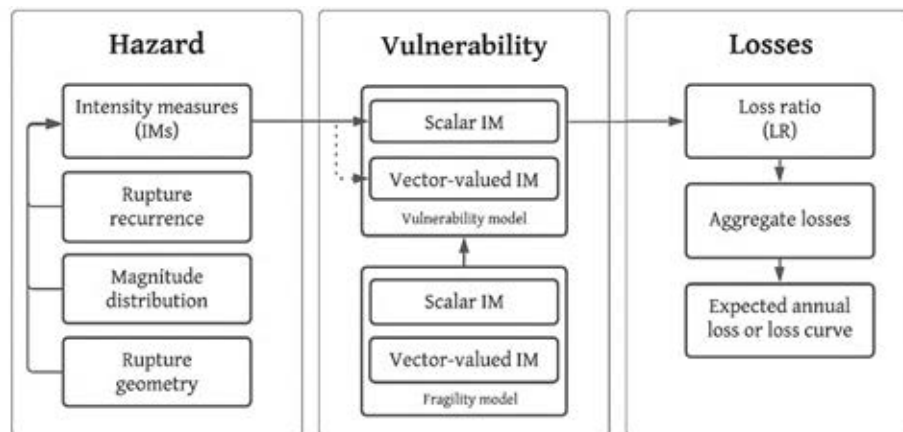 Hazard
Intensity measures
(IMs)
Rupture
recurrence
Magnitude
distribution
Rupture
geometry
Vulnerability
Scalar IM
Vector-valued IM
Vulnerability model
Scalar IM
Vector-valued IM
Fragility model
Losses
Loss ratio
(LR)
Aggregate losses
Expected annual
loss or loss curve